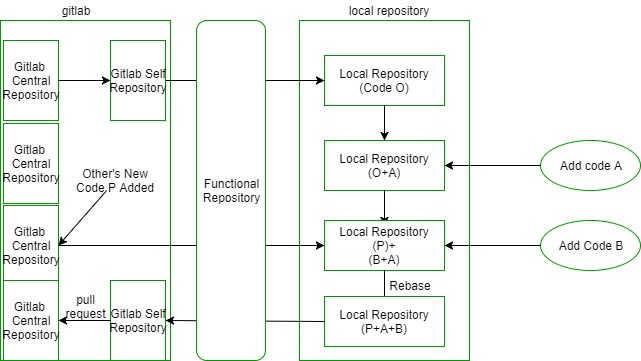 gitlab
local repository
Gitlab
Central
Repository
Gitlab Self
Repository
Local Repository
(Code O)
Gitlab
Central
Repository
Local Repository
(O+A)
Add code A
Other's New
Code P Added
Functional
Repository
Gitlab
Central
Repository
Local Repository
(P)+
(B+A)
Add Code B
Rebase
Gitlab
Central
Repository
pull
request
Gitlab Self
Repository
Local Repository
(P+A+B)